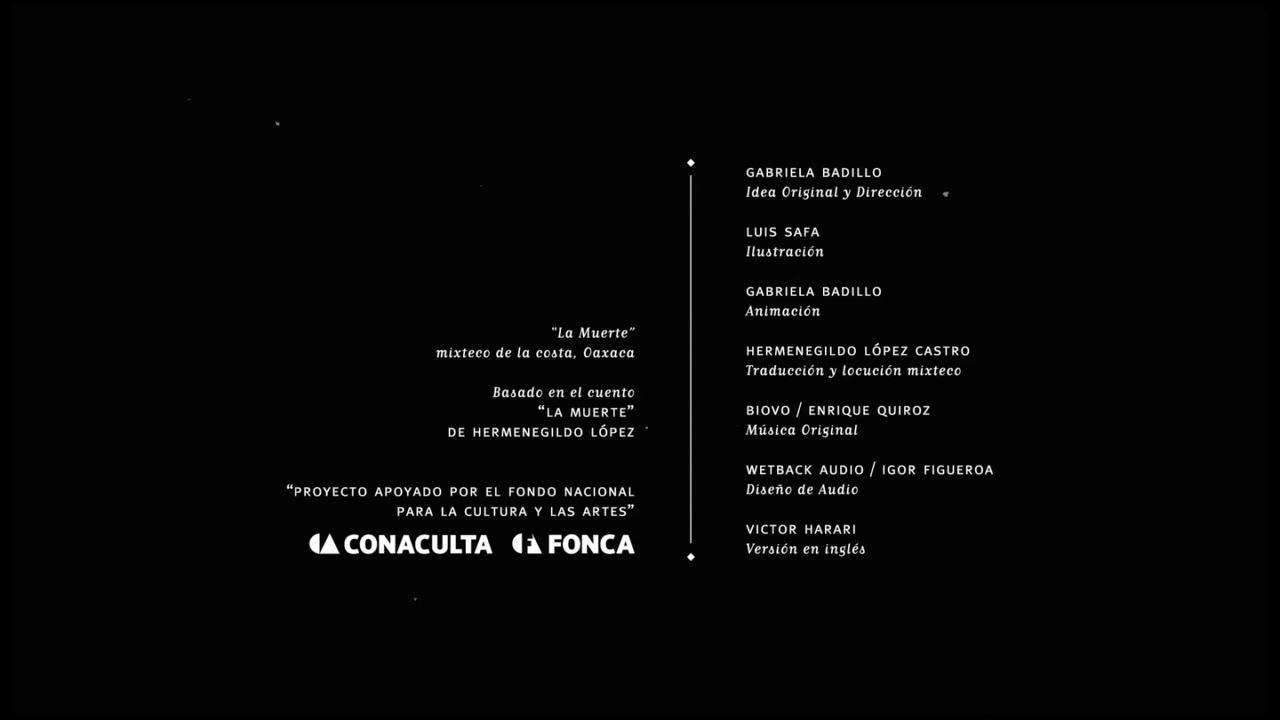 "La Muerte"
mixteco de la costa, Oaxaca
Basado en el cuento
“LA MUERTE”
DE HERMENEGILDO LÓPEZ
“PROYECTO APOYADO POR EL FONDO NACIONAL
PARA LA CULTURA Y LAS ARTES”
CONACULTA FONCA
GABRIELA BADILLO
Idea Original y Dirección
LUIS SAFA
Ilustración
GABRIELA BADILLO
Animación
HERMENEGILDO LÓPEZ CASTRO
Traducción y locución mixteco
BIOVO / ENRIQUE QUIROZ
Música Original
WETBACK AUDIO / IGOR FIGUEROA
Diseño de Audio
VICTOR HARARI
Versión en inglés